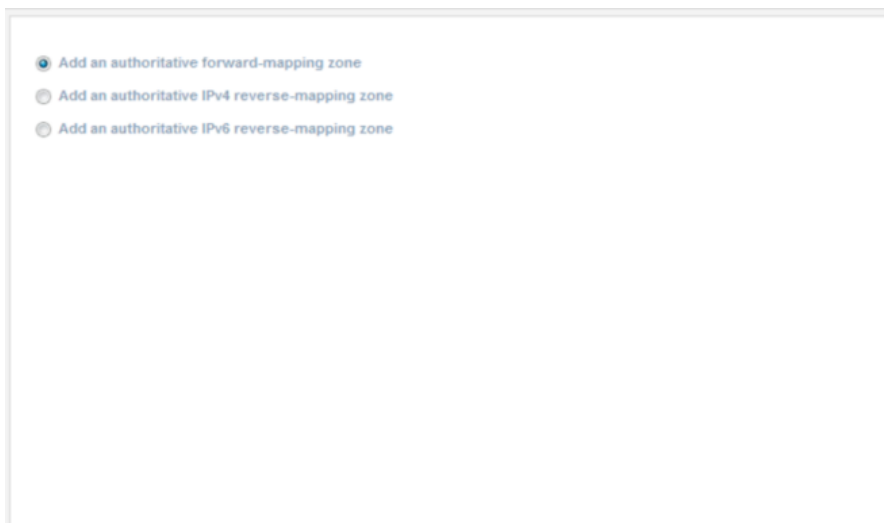 Add an authoritative forward-mapping zone
Add an authoritative IPv4 reverse-mapping zone
Add an authoritative IPv6 reverse-mapping zone